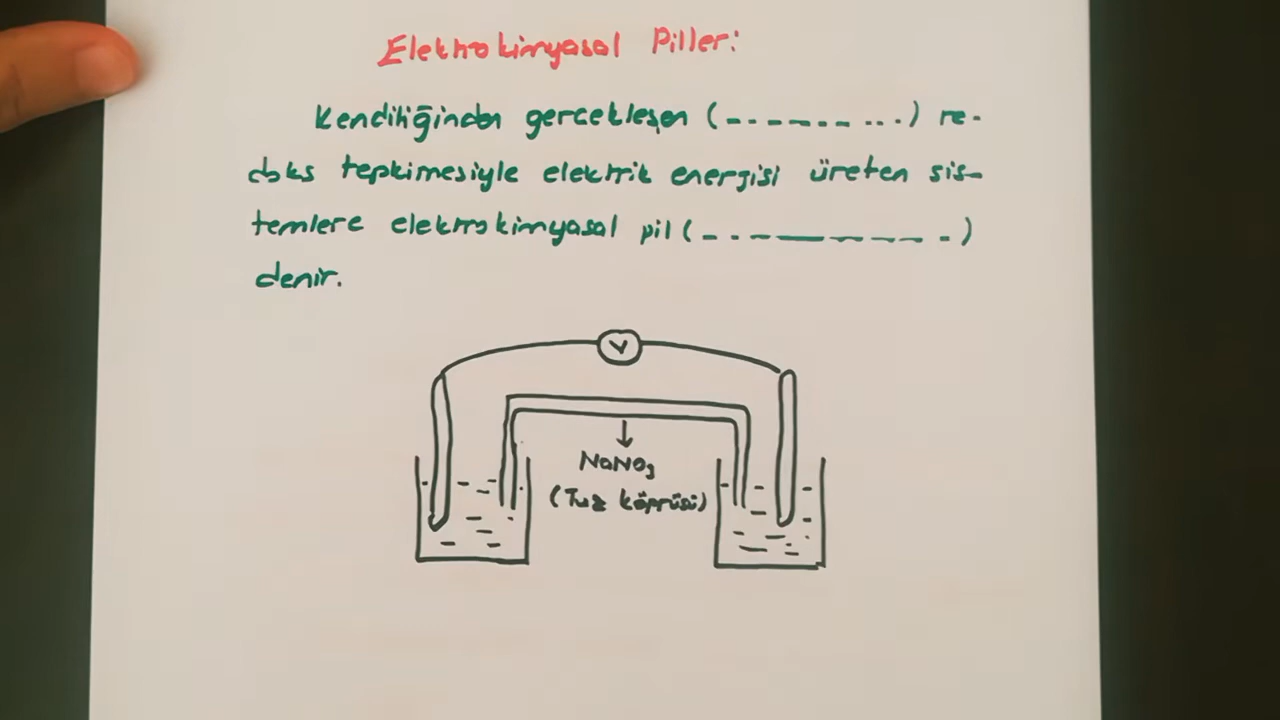 Elektrokimyasal Piller:
Kendiliğinden gerçekleşen (-.-----...) re-
doks tepkimesiyle elektrik enerjisi üreten sis-
temlere elektrokimyasal pil (-.---------.)
denir.
V
NaNO₃
(Tuz köprüsü)